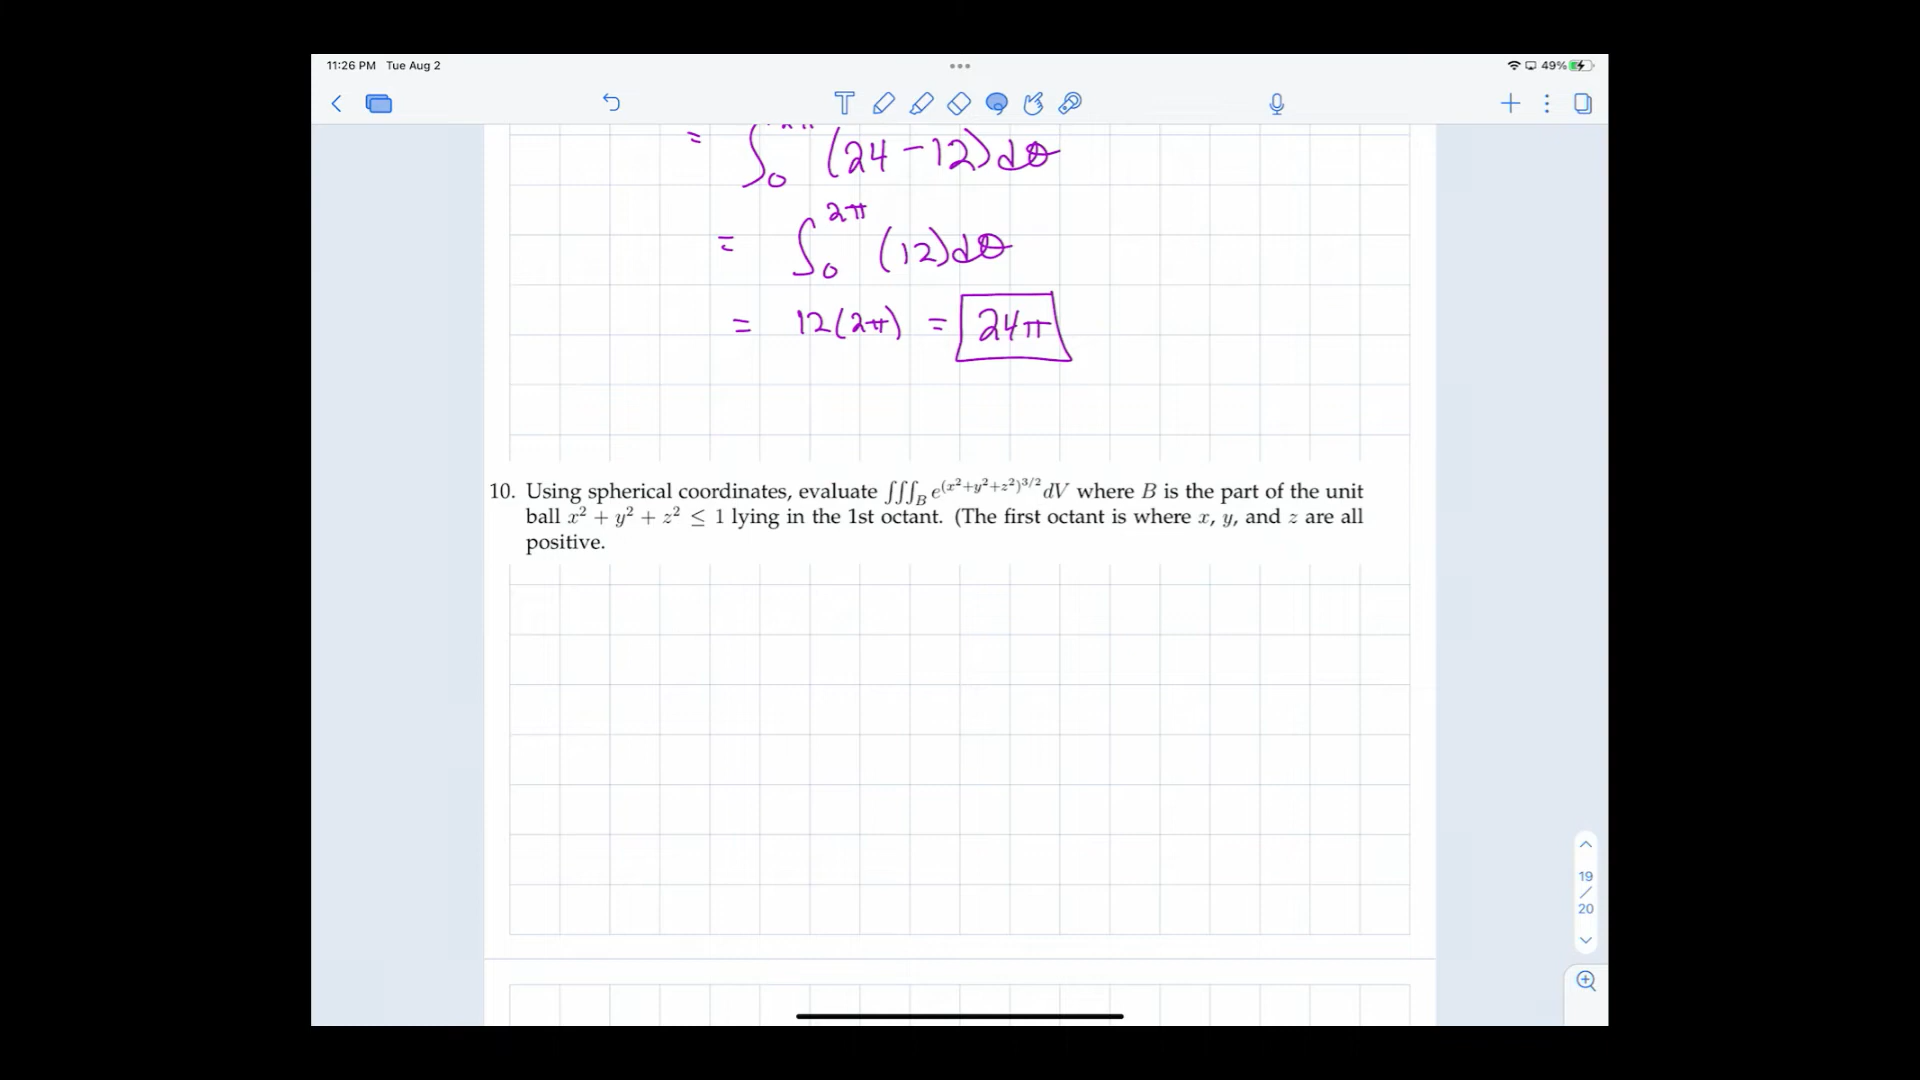 11:26 PM Tue Aug 2
49%
= ∫₀ (24 - 12) dθ
= ∫₀^2π (12) dθ
= 12(2π) = 24π
10. Using spherical coordinates, evaluate ∭_B e^(x²+y²+z²)^3/2 dV where B is the part of the unit
ball x² + y² + z² ≤ 1 lying in the 1st octant. (The first octant is where x, y, and z are all
positive.
19
/
20